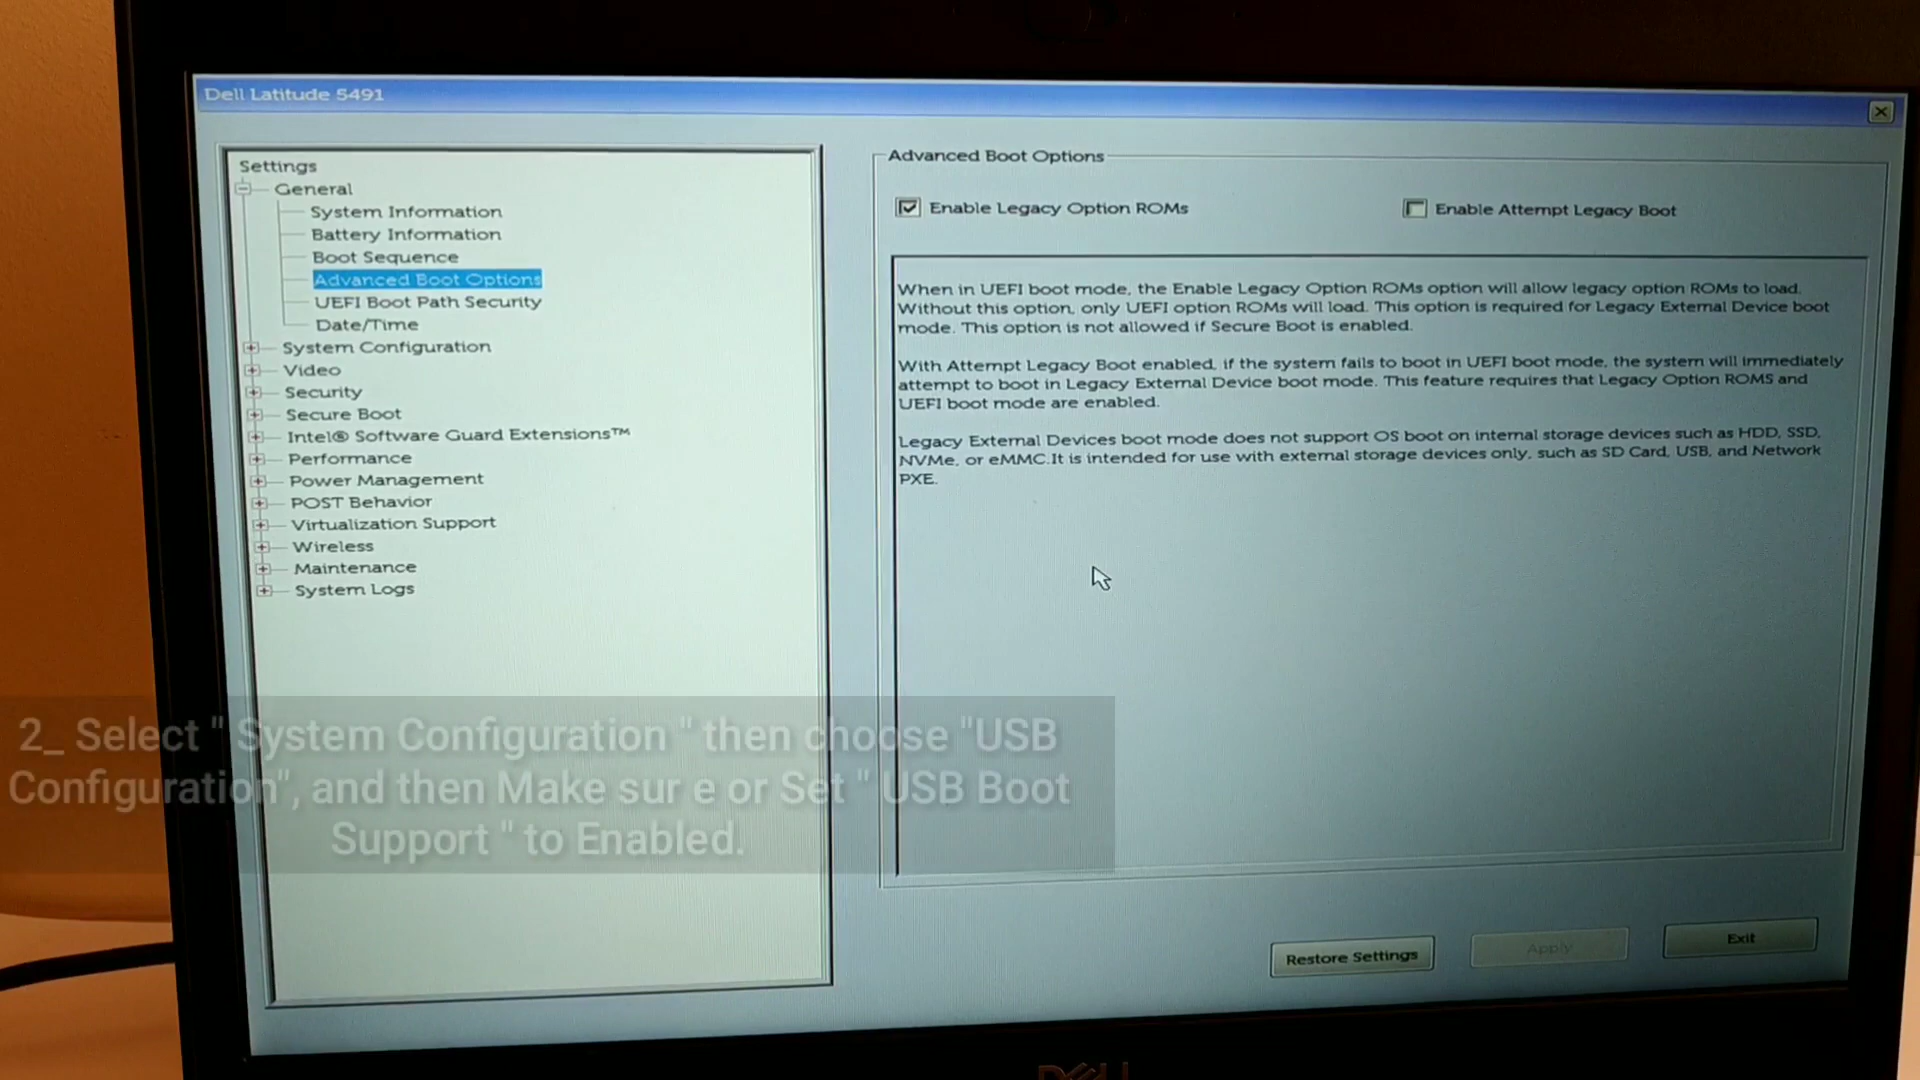 Dell Latitude 5491
Settings
General
System Information
Battery Information
Boot Sequence
Advanced Boot Options
UEFI Boot Path Security
Date/Time
System Configuration
Video
Security
Secure Boot
Intel® Software Guard Extensions™
Performance
Power Management
POST Behavior
Virtualization Support
Wireless
Maintenance
System Logs
Advanced Boot Options
Enable Legacy Option ROMs
Enable Attempt Legacy Boot
When in UEFI boot mode, the Enable Legacy Option ROMs option will allow legacy option ROMs to load.
Without this option, only UEFI option ROMs will load. This option is required for Legacy External Device boot
mode. This option is not allowed if Secure Boot is enabled.
With Attempt Legacy Boot enabled, if the system fails to boot in UEFI boot mode, the system will immediately
attempt to boot in Legacy External Device boot mode. This feature requires that Legacy Option ROMS and
UEFI boot mode are enabled.
Legacy External Devices boot mode does not support OS boot on internal storage devices such as HDD, SSD,
NVMe, or eMMC.It is intended for use with external storage devices only, such as SD Card, USB, and Network
PXE.
2_ Select " System Configuration " then choose "USB
Configuration", and then Make sur e or Set " USB Boot
Support " to Enabled.
Restore Settings
Apply
Exit
DELL